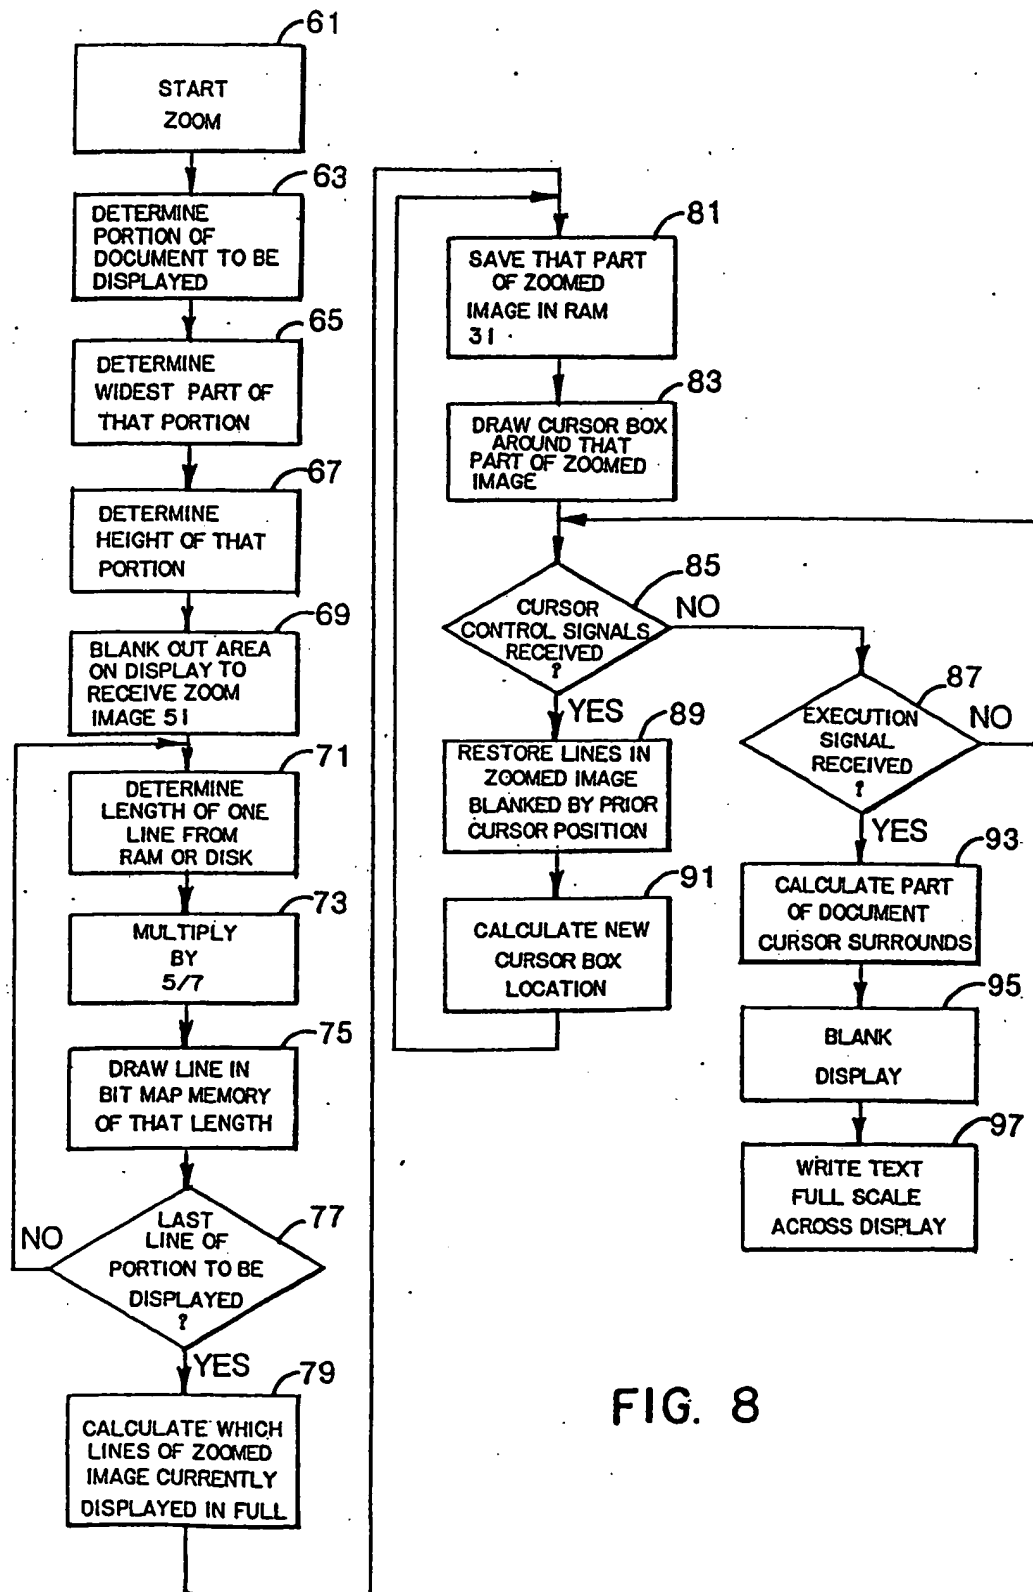 61
START
ZOOM
63
DETERMINE
PORTION OF
DOCUMENT TO BE
DISPLAYED
65
DETERMINE
WIDEST PART OF
THAT PORTION
67
DETERMINE
HEIGHT OF THAT
PORTION
69
BLANK OUT AREA
ON DISPLAY TO
RECEIVE ZOOM
IMAGE 51
71
DETERMINE
LENGTH OF ONE
LINE FROM
RAM OR DISK
73
MULTIPLY
BY
5/7
75
DRAW LINE IN
BIT MAP MEMORY
OF THAT LENGTH
77
LAST
LINE OF
PORTION TO BE
DISPLAYED
?
NO
YES
79
CALCULATE WHICH
LINES OF ZOOMED
IMAGE CURRENTLY
DISPLAYED IN FULL
81
SAVE THAT PART
OF ZOOMED
IMAGE IN RAM
31
83
DRAW CURSOR BOX
AROUND THAT
PART OF ZOOMED
IMAGE
85
CURSOR
CONTROL SIGNALS
RECEIVED
?
NO
YES
87
EXECUTION
SIGNAL
RECEIVED
?
NO
YES
89
RESTORE LINES IN
ZOOMED IMAGE
BLANKED BY PRIOR
CURSOR POSITION
91
CALCULATE NEW
CURSOR BOX
LOCATION
93
CALCULATE PART
OF DOCUMENT
CURSOR SURROUNDS
95
BLANK
DISPLAY
97
WRITE TEXT
FULL SCALE
ACROSS DISPLAY
FIG. 8